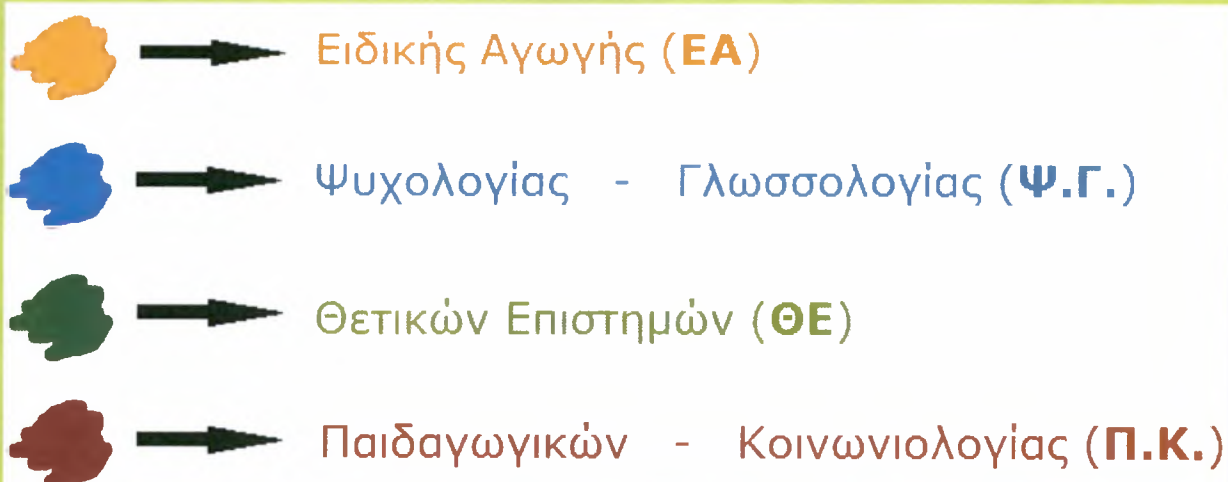 Ειδικής Αγωγής (ΕΑ)
Ψυχολογίας - Γλωσσολογίας (Ψ.Γ.)
Θετικών Επιστημών (ΘΕ)
Παιδαγωγικών - Κοινωνιολογίας (Π.Κ.)